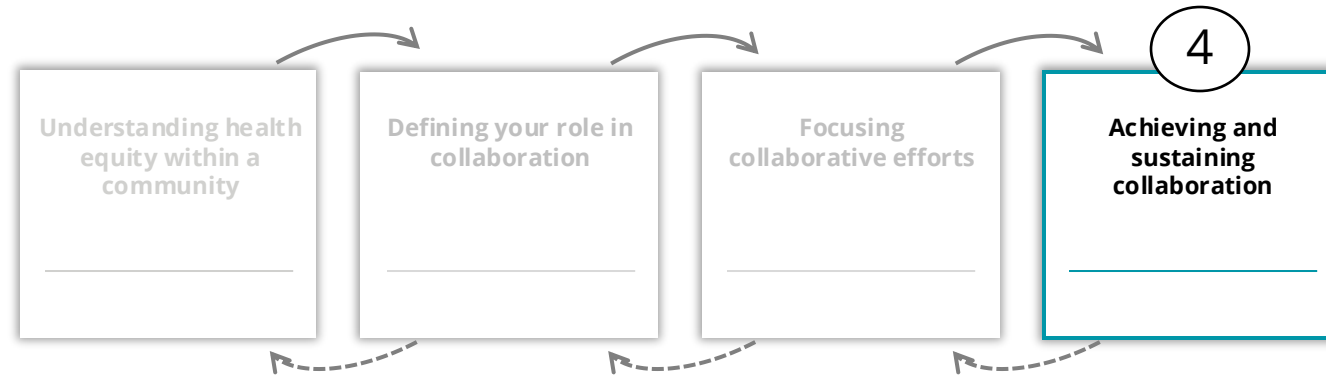 4
Understanding health
equity within a
community
Defining your role in
collaboration
Focusing
collaborative efforts
Achieving and
sustaining
collaboration